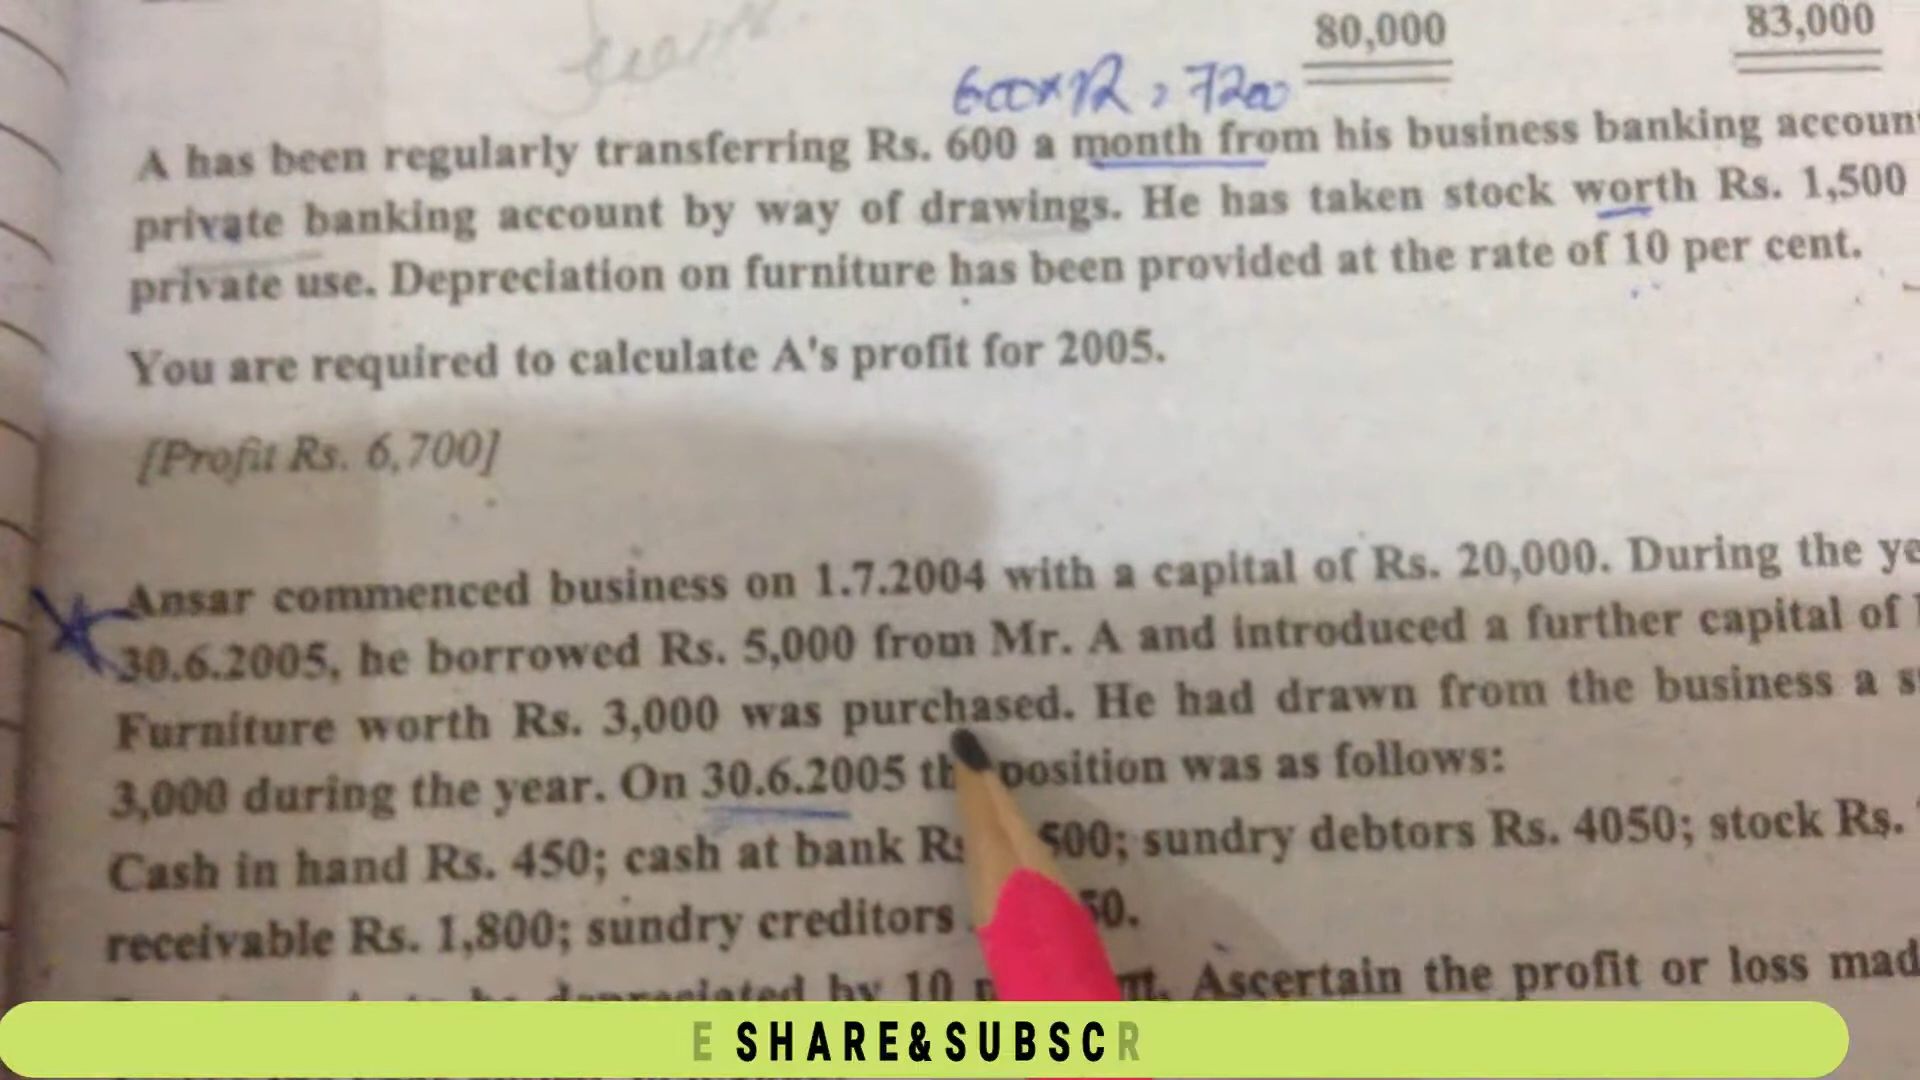 80,000 83,000
600×12, 7200
A has been regularly transferring Rs. 600 a month from his business banking accoun
private banking account by way of drawings. He has taken stock worth Rs. 1,500
private use. Depreciation on furniture has been provided at the rate of 10 per cent.
You are required to calculate A's profit for 2005.
[Profit Rs. 6,700]
Ansar commenced business on 1.7.2004 with a capital of Rs. 20,000. During the ye
30.6.2005, he borrowed Rs. 5,000 from Mr. A and introduced a further capital of
Furniture worth Rs. 3,000 was purchased. He had drawn from the business a s
3,000 during the year. On 30.6.2005 th position was as follows:
Cash in hand Rs. 450; cash at bank Rs 500; sundry debtors Rs. 4050; stock Rs.
receivable Rs. 1,800; sundry creditors 50.
depreciated by 10 Ascertain the profit or loss mad
E SHARE&SUBSCR